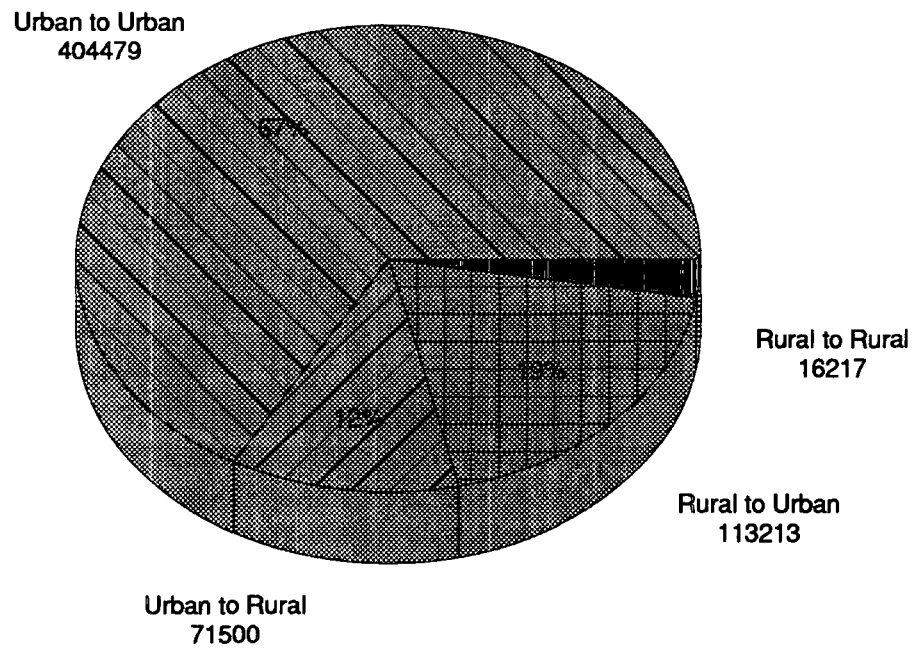 Urban to Urban
404479
67%
Rural to Rural
16217
19%
12%
Rural to Urban
113213
Urban to Rural
71500